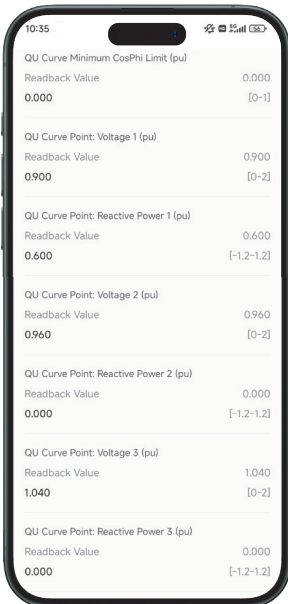 10:35
5G 56
QU Curve Minimum CosPhi Limit (pu)
Readback Value 0.000
0.000 [0-1]
QU Curve Point: Voltage 1 (pu)
Readback Value 0.900
0.900 [0-2]
QU Curve Point: Reactive Power 1 (pu)
Readback Value 0.600
0.600 [-1.2-1.2]
QU Curve Point: Voltage 2 (pu)
Readback Value 0.960
0.960 [0-2]
QU Curve Point: Reactive Power 2 (pu)
Readback Value 0.000
0.000 [-1.2-1.2]
QU Curve Point: Voltage 3 (pu)
Readback Value 1.040
1.040 [0-2]
QU Curve Point: Reactive Power 3 (pu)
Readback Value 0.000
0.000 [-1.2-1.2]